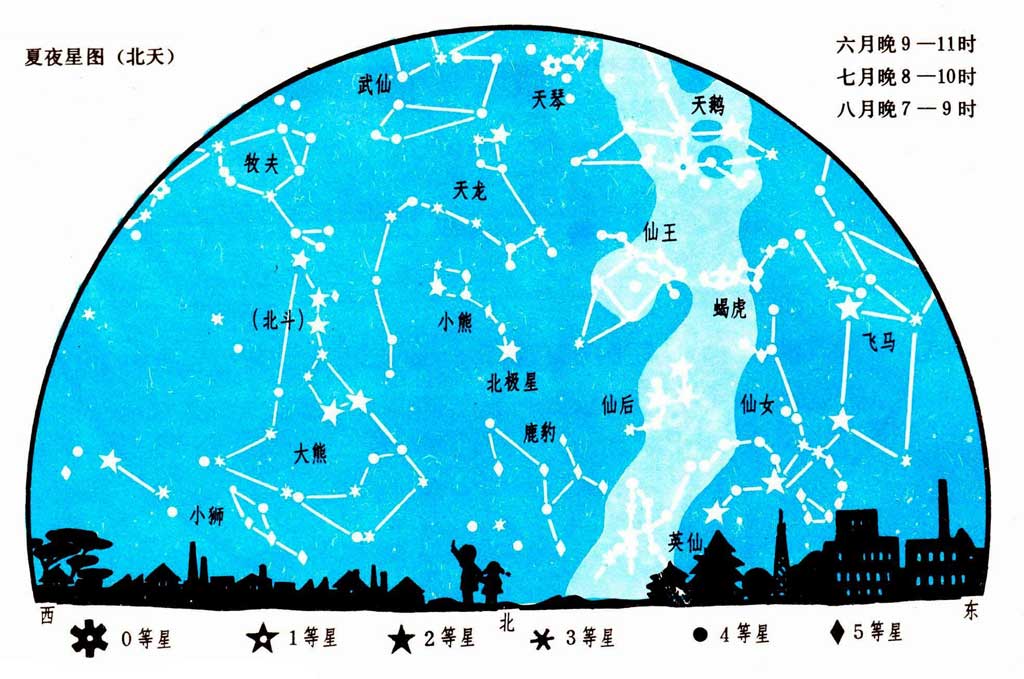 夏夜星图（北天）
六月晚9—11时
七月晚8—10时
八月晚7—9时
武仙
天琴
天鹅
牧夫
天龙
仙王
（北斗）
小熊
蝎虎
飞马
北极星
仙后
仙女
鹿豹
大熊
小狮
英仙
西
北
东
0等星
1等星
2等星
3等星
4等星
5等星